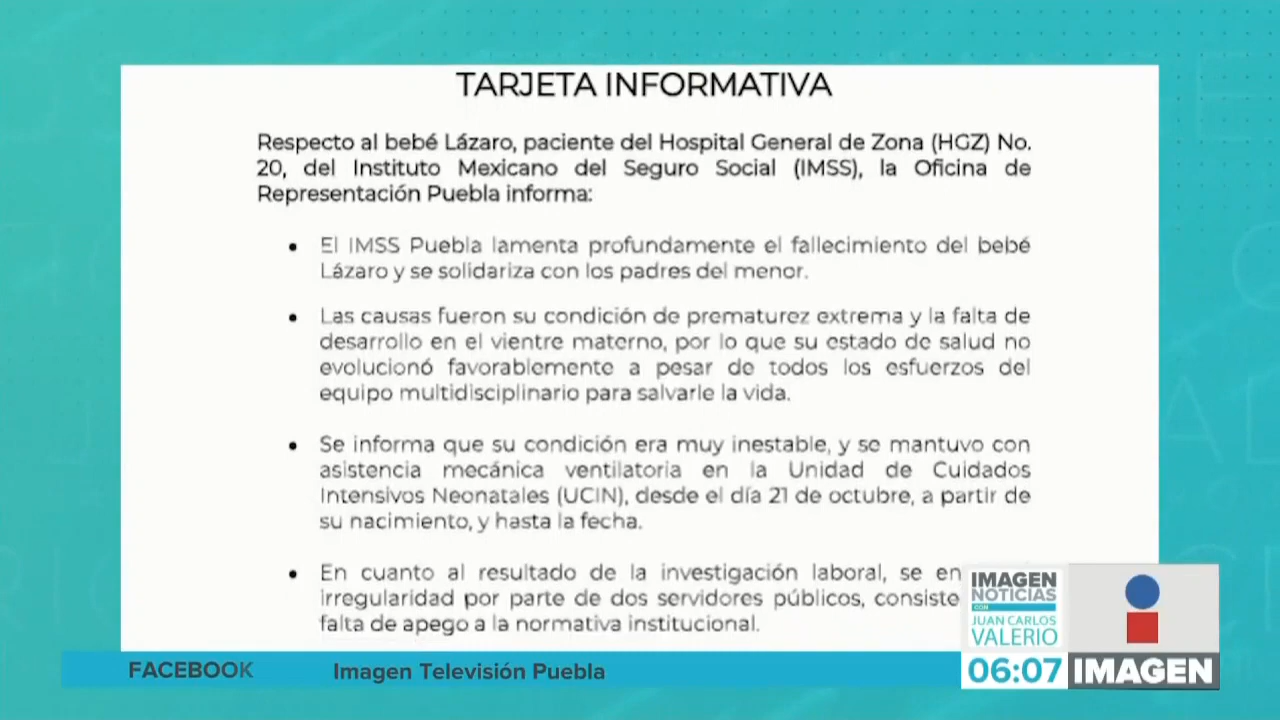 TARJETA INFORMATIVA
Respecto al bebé Lázaro, paciente del Hospital General de Zona (HGZ) No.
20, del Instituto Mexicano del Seguro Social (IMSS), la Oficina de
Representación Puebla informa:
• El IMSS Puebla lamenta profundamente el fallecimiento del bebé
Lázaro y se solidariza con los padres del menor.
• Las causas fueron su condición de prematurez extrema y la falta de
desarrollo en el vientre materno, por lo que su estado de salud no
evolucionó favorablemente a pesar de todos los esfuerzos del
equipo multidisciplinario para salvarle la vida.
• Se informa que su condición era muy inestable, y se mantuvo con
asistencia mecánica ventilatoria en la Unidad de Cuidados
Intensivos Neonatales (UCIN), desde el día 21 de octubre, a partir de
su nacimiento, y hasta la fecha.
• En cuanto al resultado de la investigación laboral, se en
irregularidad por parte de dos servidores públicos, consiste
falta de apego a la normativa institucional.
IMAGEN
NOTICIAS
CON
JUAN CARLOS
VALERIO
06:07 IMAGEN
FACEBOOK Imagen Televisión Puebla